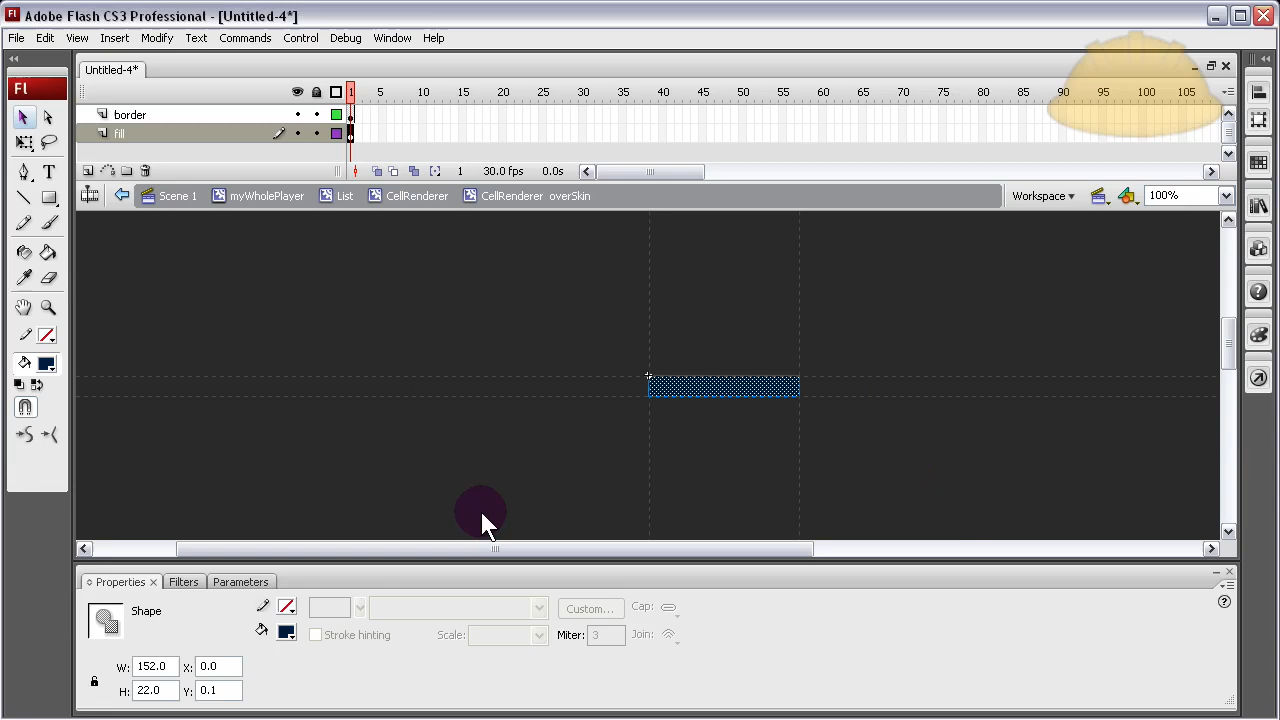 Adobe Flash CS3 Professional - [Untitled-4*]
File Edit View Insert Modify Text Commands Control Debug Window Help
Fl
Untitled-4*
1 5 10 15 20 25 30 35 40 45 50 55 60 65 70 75 80 85 90 95 100 105
border
fill
1 30.0 fps 0.0s
Scene 1 myWholePlayer List CellRenderer CellRenderer_overSkin Workspace 100%
Properties Filters Parameters
Shape
Custom... Cap:
Stroke hinting Scale: Miter: 3 Join:
W: 152.0 X: 0.0
H: 22.0 Y: 0.1